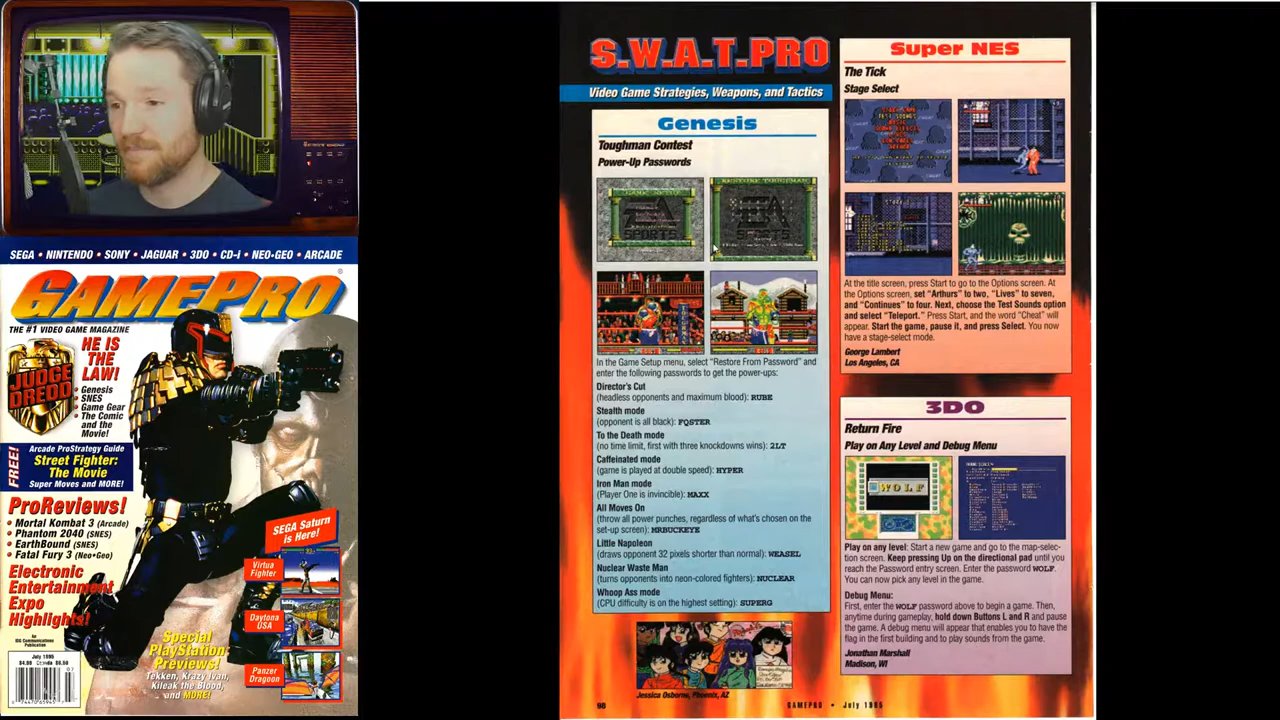 SEGA • NINTENDO • SONY • JAGUAR • 3DO • CD-i • NEO-GEO • ARCADE
GAMEPRO
THE #1 VIDEO GAME MAGAZINE
JUDGE
DREDD
HE IS
THE
LAW!
• Genesis
• SNES
• Game Gear
• The Comic
and the
Movie!
FREE!
Arcade ProStrategy Guide
Street Fighter:
The Movie
Super Moves and MORE!
ProReviews!
• Mortal Kombat 3 (Arcade)
• Phantom 2040 (SNES)
• EarthBound (SNES)
• Fatal Fury 3 (Neo•Geo)
Electronic
Entertainment
Expo
Highlights!
An
IDG Communications
Publication
July 1995
$4.99 Canada $6.50
SEGA Saturn
is Here!
Virtua
Fighter
Daytona
USA
Panzer
Dragoon
Special
PlayStation
Previews!
Tekken, Krazy Ivan,
Kileak the Blood,
and MORE!
S.W.A.T.PRO
Video Game Strategies, Weapons, and Tactics
Genesis
Toughman Contest
Power-Up Passwords
GAME SETUP
RESTORE TOUGHMAN
In the Game Setup menu, select "Restore From Password" and
enter the following passwords to get the power-ups:
Director's Cut
(headless opponents and maximum blood): RUBE
Stealth mode
(opponent is all black): FQSTER
To the Death mode
(no time limit, first with three knockdowns wins): 2LT
Caffeinated mode
(game is played at double speed): HYPER
Iron Man mode
(Player One is invincible): MAXX
All Moves On
(throw all power punches, regardless of what's chosen on the
set-up screen): MRBUCKEYE
Little Napoleon
(draws opponent 32 pixels shorter than normal): WEASEL
Nuclear Waste Man
(turns opponents into neon-colored fighters): NUCLEAR
Whoop Ass mode
(CPU difficulty is on the highest setting): SUPERG
Jessica Osborne, Phoenix, AZ
98
GAMEPRO • July 1995
Super NES
The Tick
Stage Select
At the title screen, press Start to go to the Options screen. At
the Options screen, set "Arthurs" to two, "Lives" to seven,
and "Continues" to four. Next, choose the Test Sounds option
and select "Teleport." Press Start, and the word "Cheat" will
appear. Start the game, pause it, and press Select. You now
have a stage-select mode.
George Lambert
Los Angeles, CA
3DO
Return Fire
Play on Any Level and Debug Menu
WOLF
Play on any level: Start a new game and go to the map-selec-
tion screen. Keep pressing Up on the directional pad until you
reach the Password entry screen. Enter the password WOLF.
You can now pick any level in the game.
Debug Menu:
First, enter the WOLF password above to begin a game. Then,
anytime during gameplay, hold down Buttons L and R and pause
the game. A debug menu will appear that enables you to have the
flag in the first building and to play sounds from the game.
Jonathan Marshall
Madison, WI